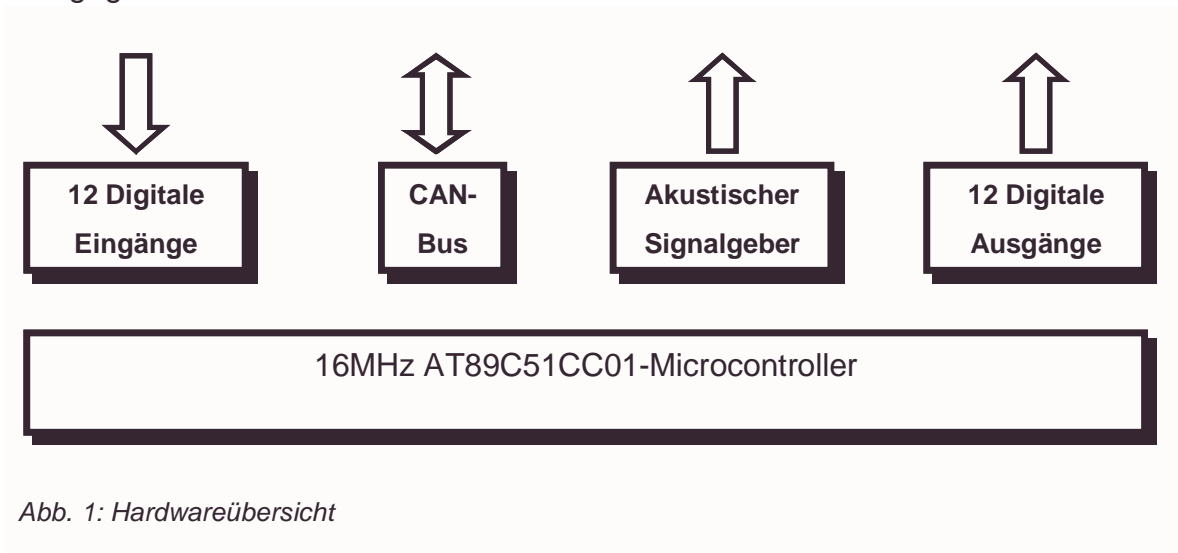 12 Digitale
Eingänge
CAN-
Bus
Akustischer
Signalgeber
12 Digitale
Ausgänge
16MHz AT89C51CC01-Microcontroller
Abb. 1: Hardwareübersicht